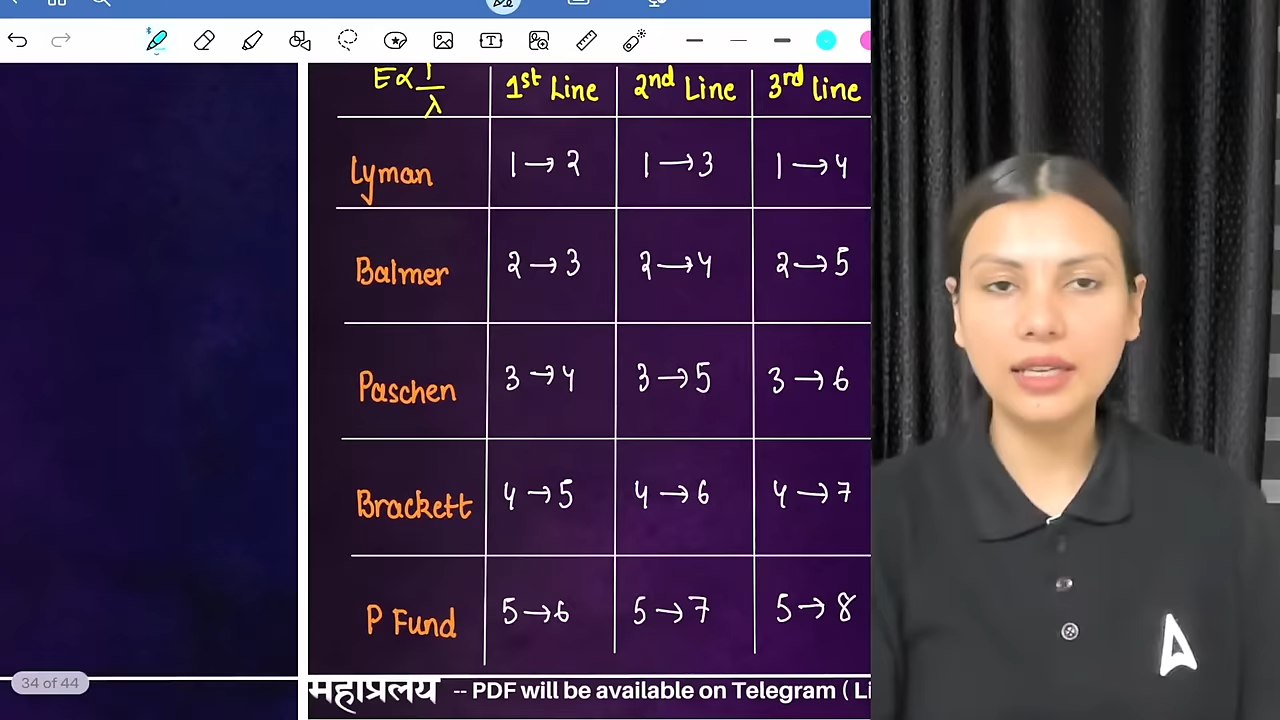 E∝1/λ 1st Line 2nd Line 3rd line
Lyman 1→2 1→3 1→4
Balmer 2→3 2→4 2→5
Paschen 3→4 3→5 3→6
Brackett 4→5 4→6 4→7
P Fund 5→6 5→7 5→8
34 of 44
महाप्रलय -- PDF will be available on Telegram ( Li